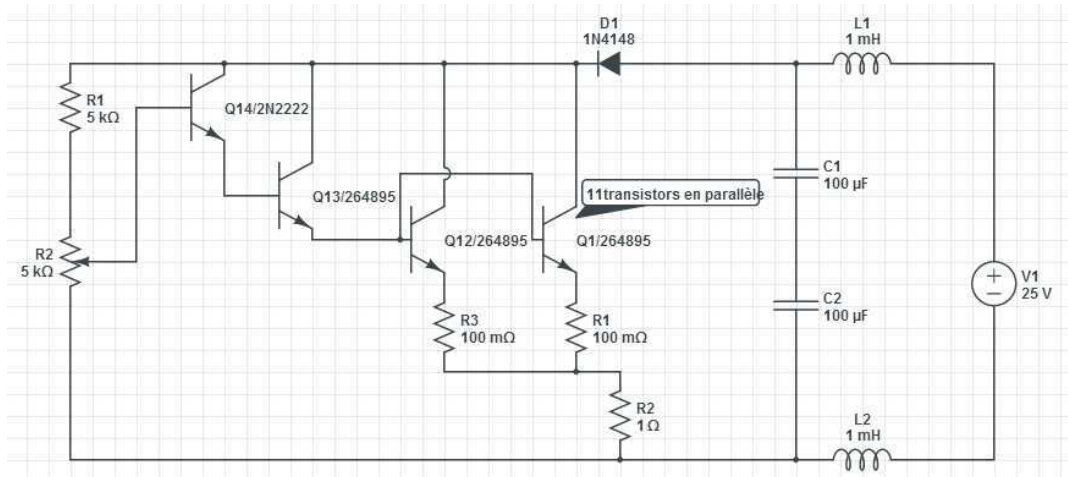 D1
1N4148
L1
1 mH
R1
5 kΩ
Q14/2N2222
C1
100 µF
Q13/264895
11transistors en parallèle
R2
5 kΩ
Q12/264895
Q1/264895
+
−
V1
25 V
C2
100 µF
R3
100 mΩ
R1
100 mΩ
R2
1 Ω
L2
1 mH